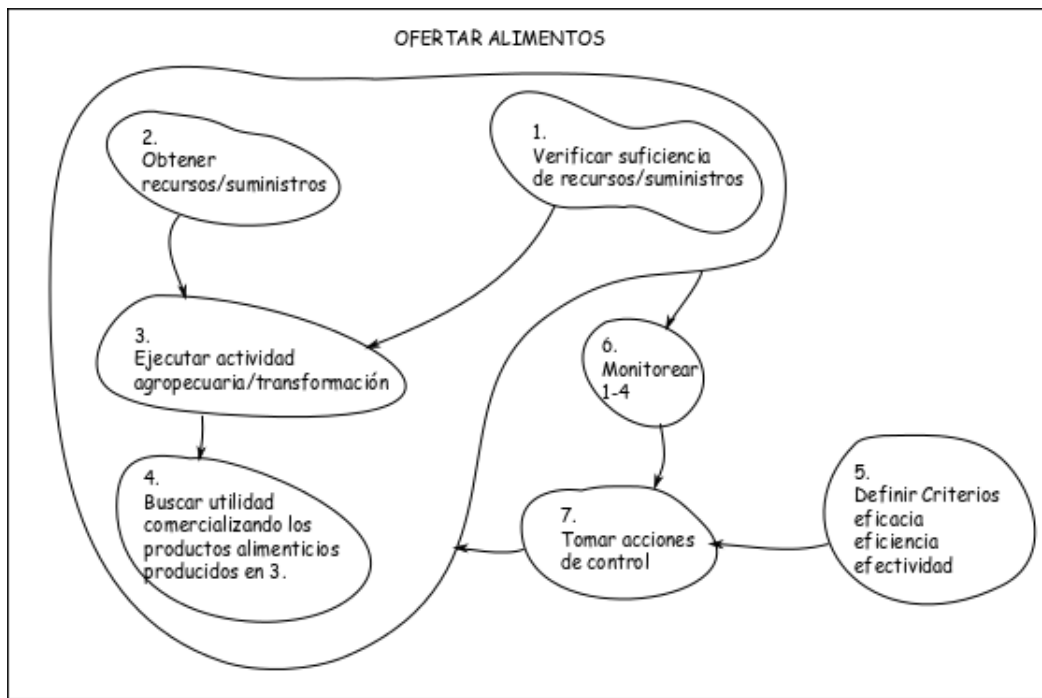 OFERTAR ALIMENTOS
2.
Obtener
recursos/suministros
1.
Verificar suficiencia
de recursos/suministros
3.
Ejecutar actividad
agropecuaria/transformación
6.
Monitorear
1-4
4.
Buscar utilidad
comercializando los
productos alimenticios
producidos en 3.
7.
Tomar acciones
de control
5.
Definir Criterios
eficacia
eficiencia
efectividad